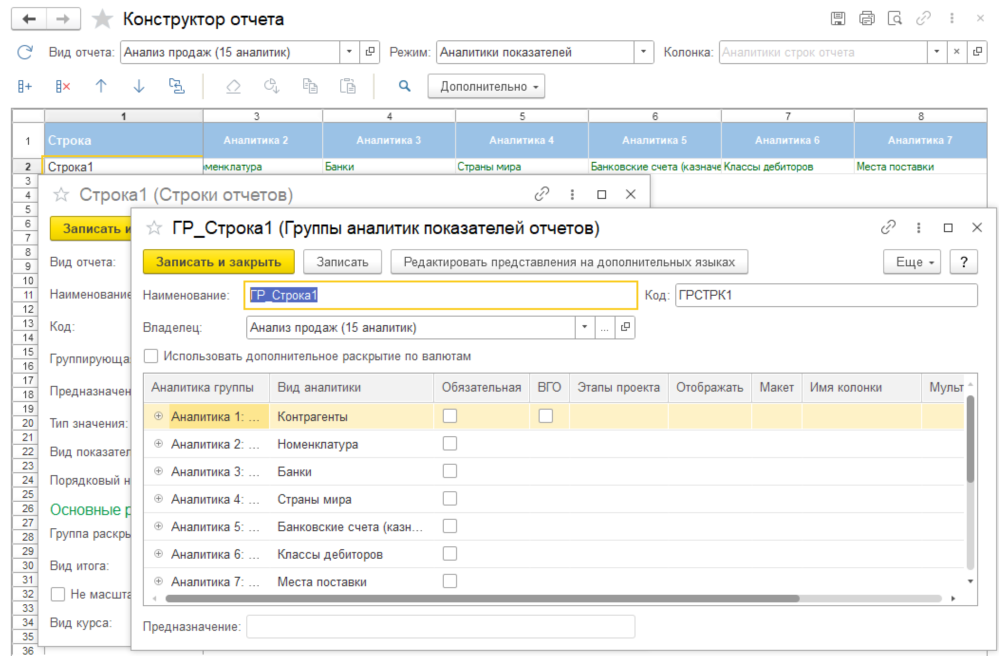 Конструктор отчета
Вид отчета: Анализ продаж (15 аналитик) Режим: Аналитики показателей Колонка: Аналитики строк отчета
Дополнительно
1 3 4 5 6 7 8
1 Строка Аналитика 2 Аналитика 3 Аналитика 4 Аналитика 5 Аналитика 6 Аналитика 7
2 Строка1 менклатура Банки Страны мира Банковские счета (казначе Классы дебиторов Места поставки
3
4 Строка1 (Строки отчетов)
5
6 ГР_Строка1 (Группы аналитик показателей отчетов)
Записать и
7
8 Записать и закрыть Записать Редактировать представления на дополнительных языках Еще ?
Вид отчета:
9
10
11 Наименование Наименование: ГР_Строка1 Код: ГРСТРК1
12
13 Код: Владелец: Анализ продаж (15 аналитик) ...
14
15 Использовать дополнительное раскрытие по валютам
Группирующа
16
17 Аналитика группы Вид аналитики Обязательная ВГО Этапы проекта Отображать Макет Имя колонки Мульт
18 Предназначен
19 Аналитика 1: ... Контрагенты
20 Тип значения:
21 Аналитика 2: ... Номенклатура
22 Вид показател
23 Аналитика 3: ... Банки
24 Порядковый н
25 Аналитика 4: ... Страны мира
26 Основные р
27 Аналитика 5: ... Банковские счета (казн...
28 Группа раскры
29 Аналитика 6: ... Классы дебиторов
30 Вид итога:
31 Аналитика 7: ... Места поставки
32 Не масшта
33
34 Вид курса: Предназначение:
35
36